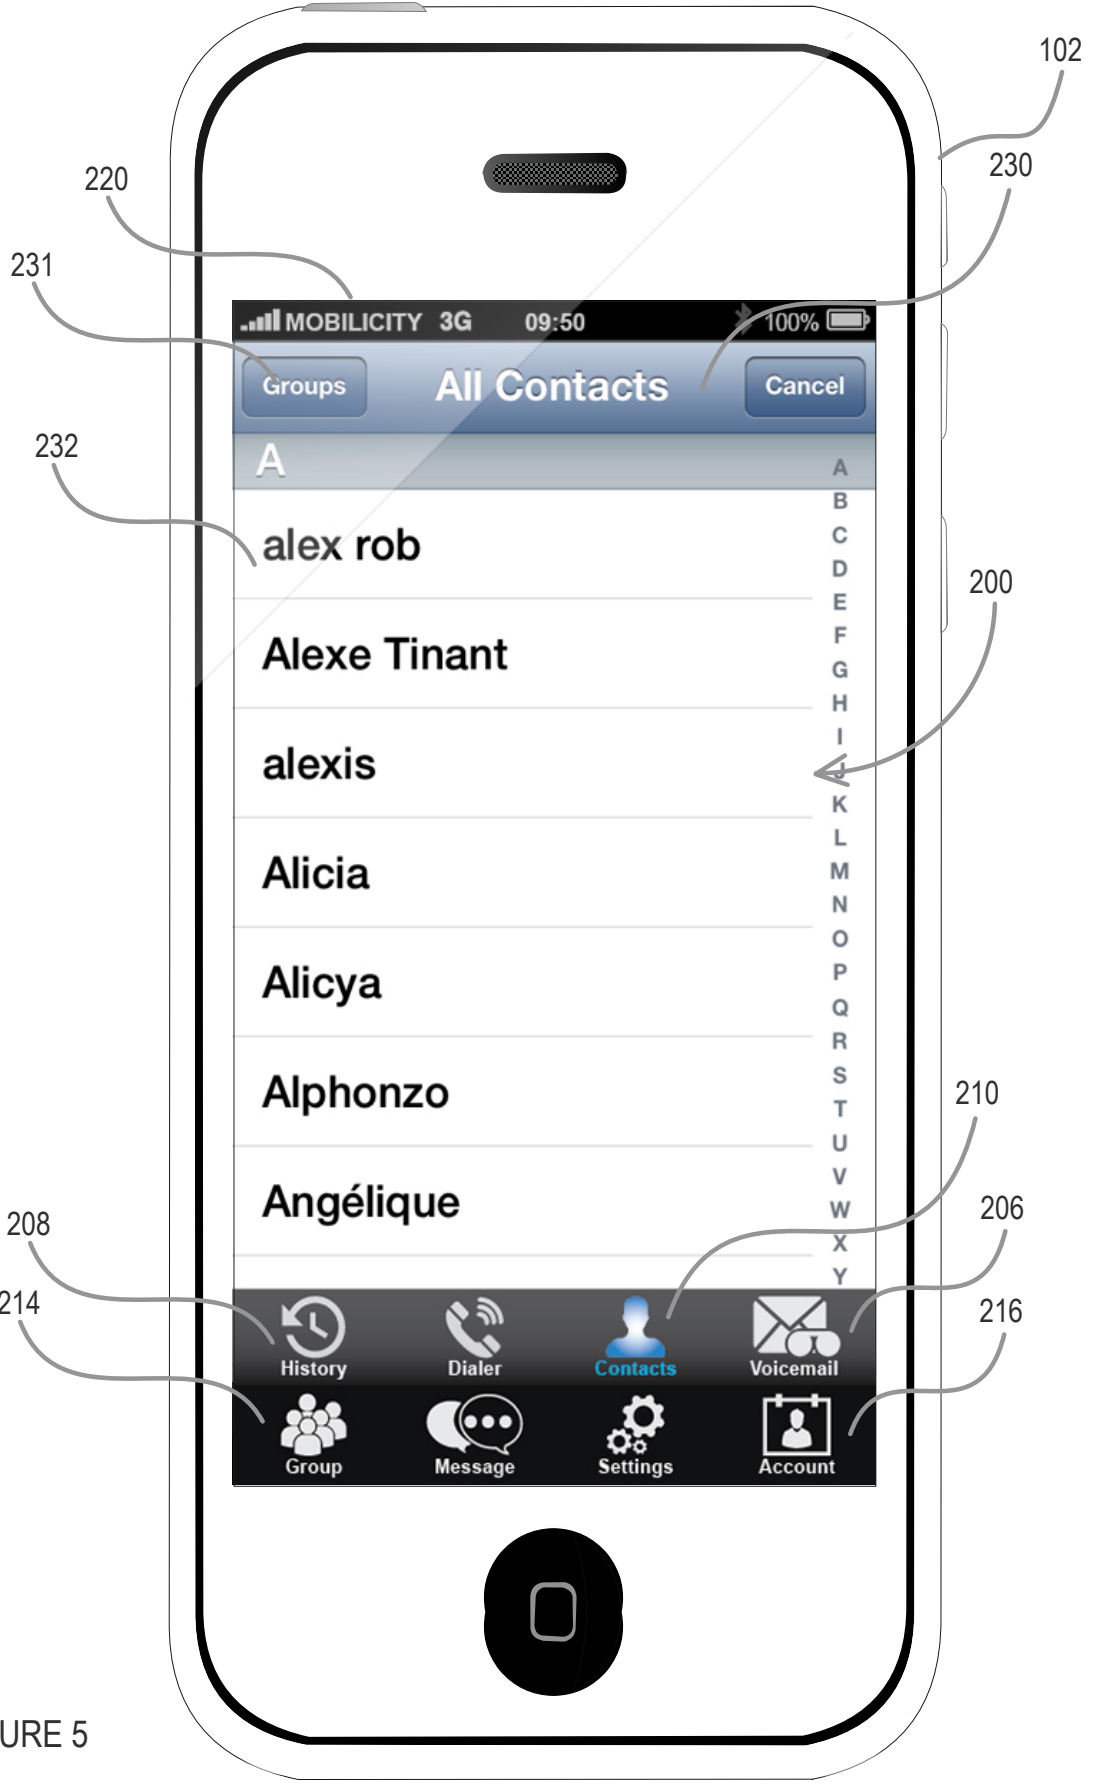 102
230
220
231
MOBILICITY 3G 09:50 100%
Groups All Contacts Cancel
232
A
A
B
alex rob
C
D
200
E
F
Alexe Tinant
G
H
I
alexis
J
K
L
Alicia
M
N
O
Alicya
P
Q
R
S
Alphonzo
210
T
U
V
Angélique
W
206
208
X
Y
214
216
History Dialer Contacts Voicemail
Group Message Settings Account
URE 5